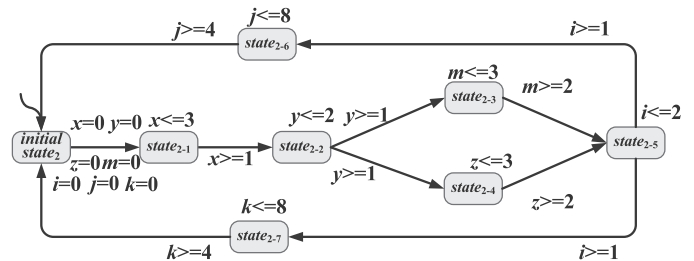 j<=8
j>=4
i>=1
state2-6
m<=3
m>=2
state2-3
x=0 y=0 x<=3
y<=2 y>=1
i<=2
initial
state2
state2-1
state2-2
state2-5
z=0 m=0
x>=1
z<=3
i=0 j=0 k=0
y>=1
state2-4
k<=8
z>=2
state2-7
k>=4
i>=1